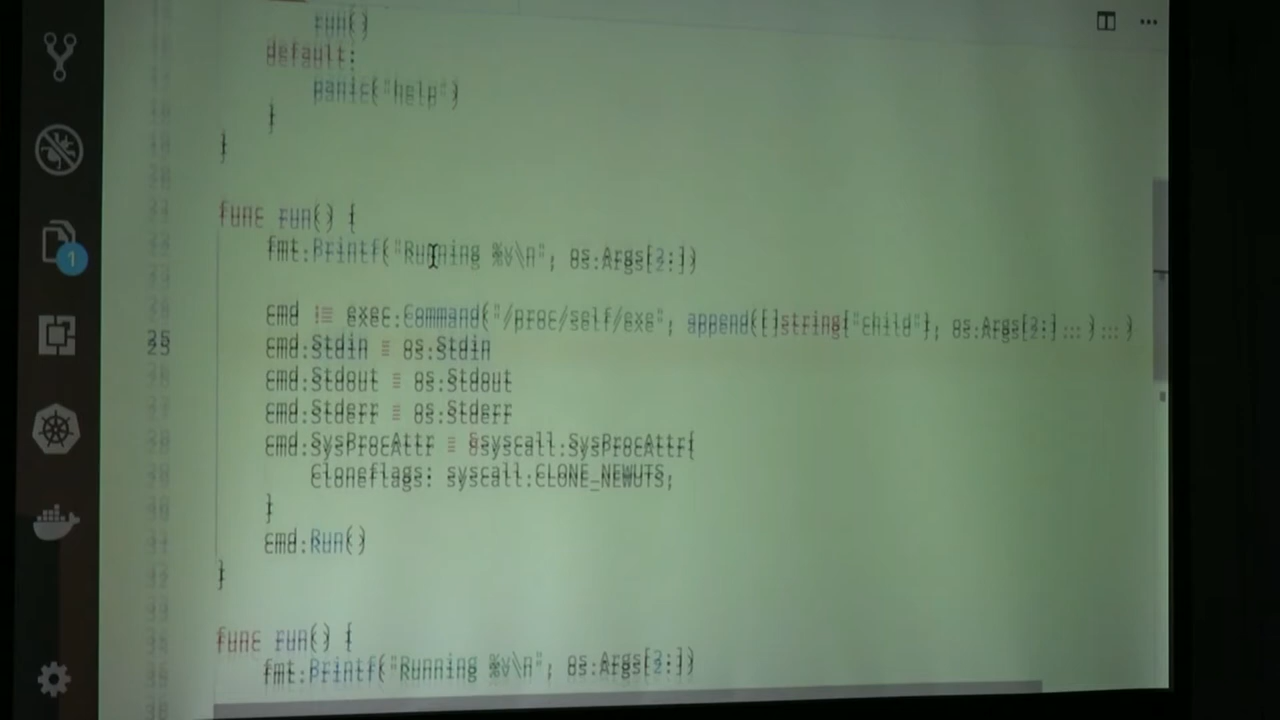 run()
default:
panic("help")
}
}
func run() {
fmt.Printf("Running %v\n", os.Args[2:])
cmd := exec.Command("/proc/self/exe", append([]string{"child"}, os.Args[2:]...)...)
25 cmd.Stdin = os.Stdin
cmd.Stdout = os.Stdout
cmd.Stderr = os.Stderr
cmd.SysProcAttr = &syscall.SysProcAttr{
Cloneflags: syscall.CLONE_NEWUTS,
}
cmd.Run()
}
func run() {
fmt.Printf("Running %v\n", os.Args[2:])
1